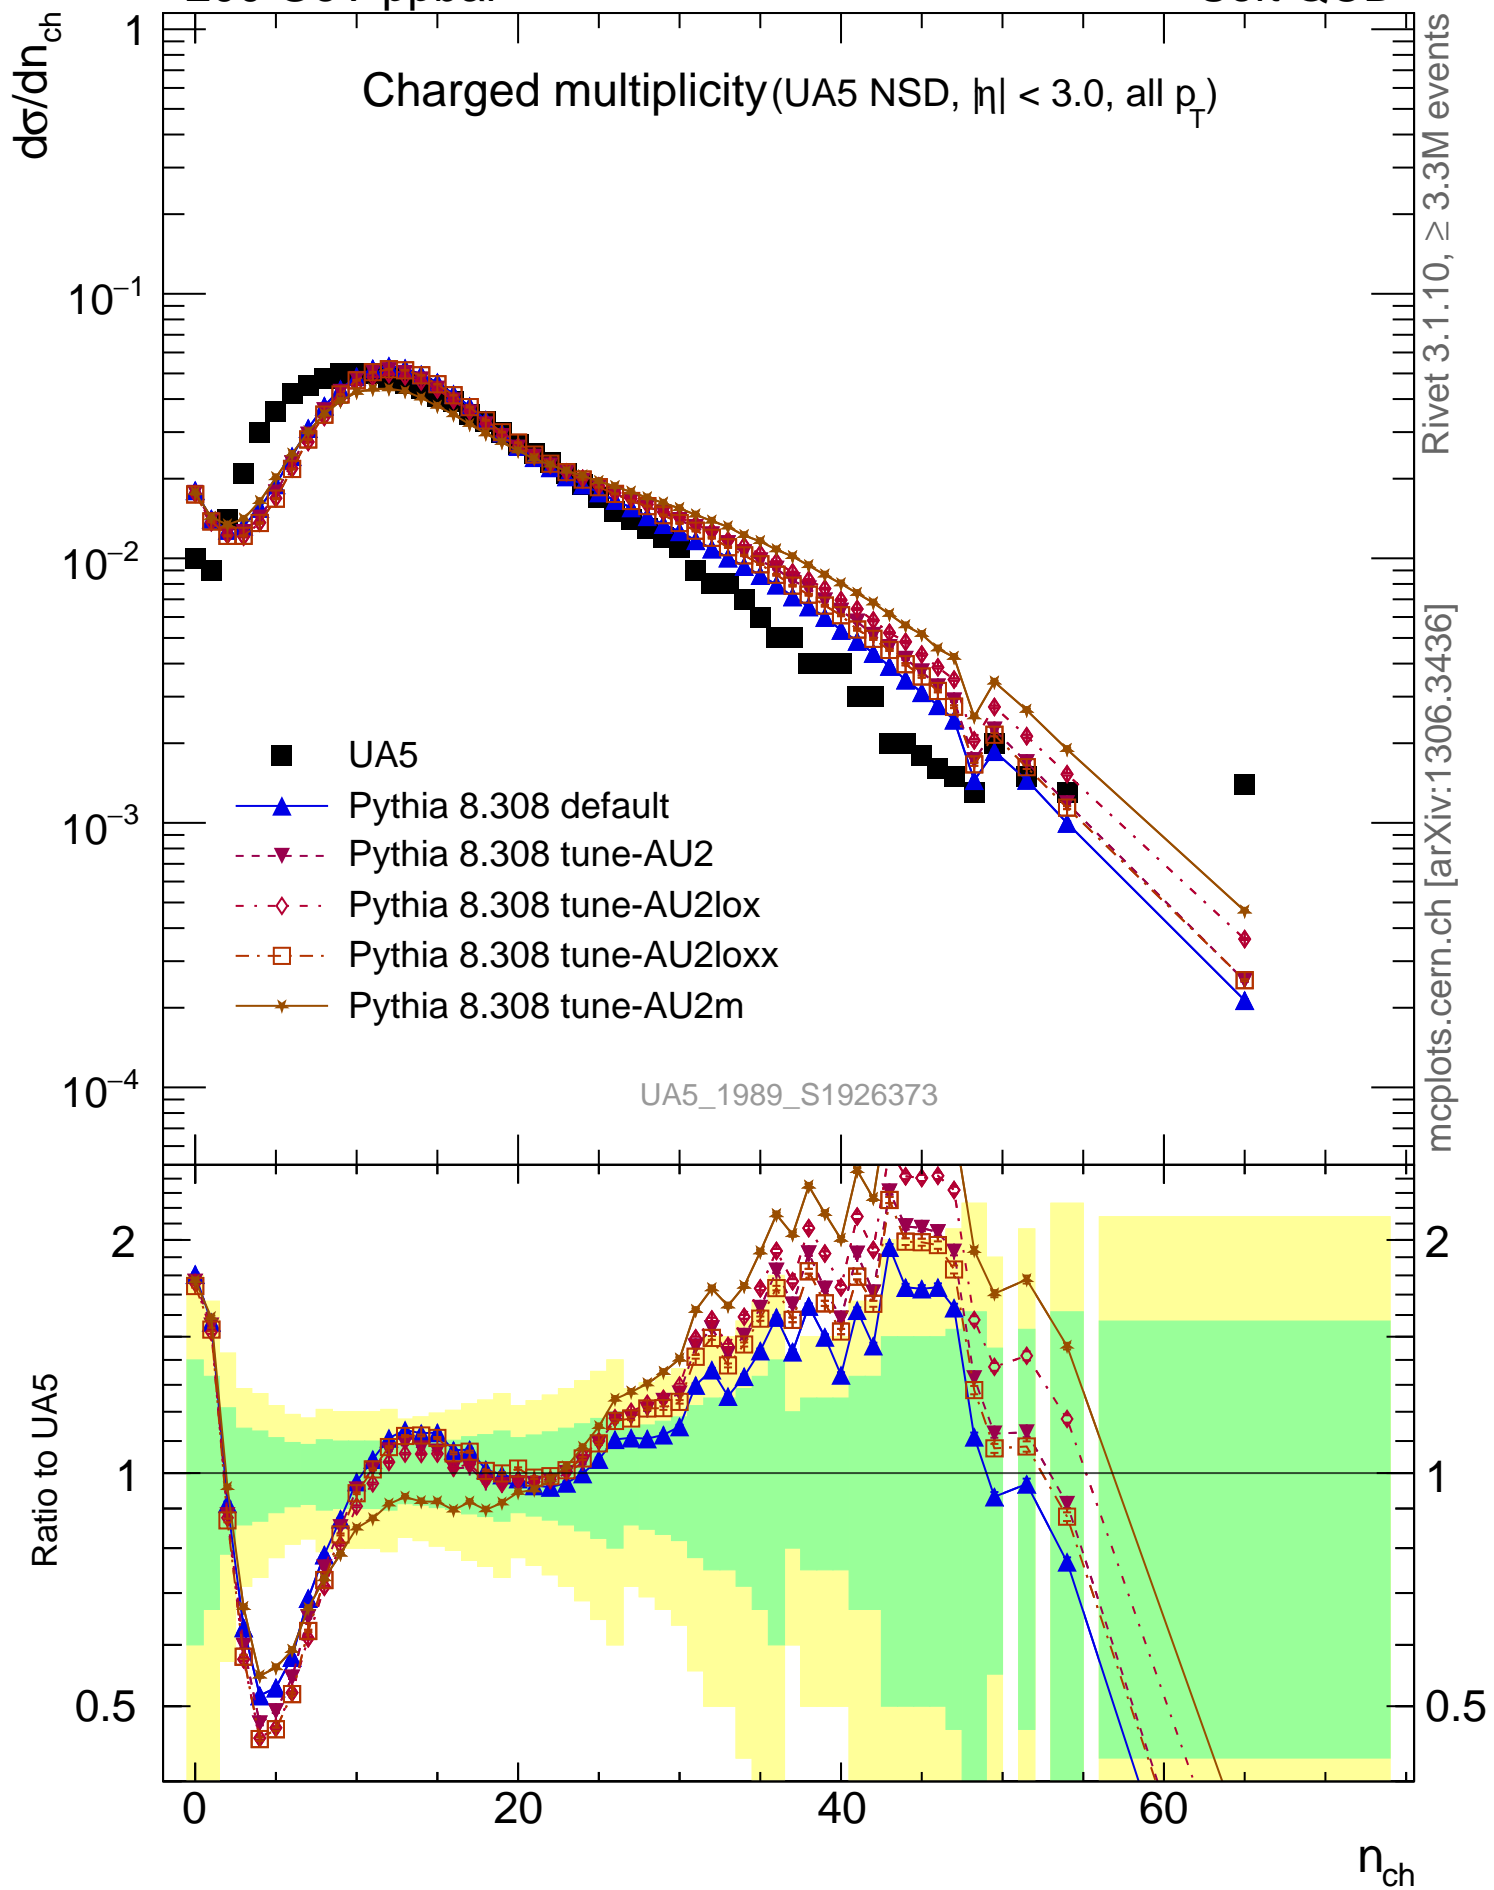 dσ/dn_ch
1
Charged multiplicity (UA5 NSD, |η| < 3.0, all p_T)
10⁻¹
10⁻²
10⁻³
10⁻⁴
UA5
Pythia 8.308 default
Pythia 8.308 tune-AU2
Pythia 8.308 tune-AU2lox
Pythia 8.308 tune-AU2loxx
Pythia 8.308 tune-AU2m
UA5_1989_S1926373
Rivet 3.1.10, ≥ 3.3M events
mcplots.cern.ch [arXiv:1306.3436]
Ratio to UA5
2
1
0.5
2
1
0.5
0
20
40
60
n_ch